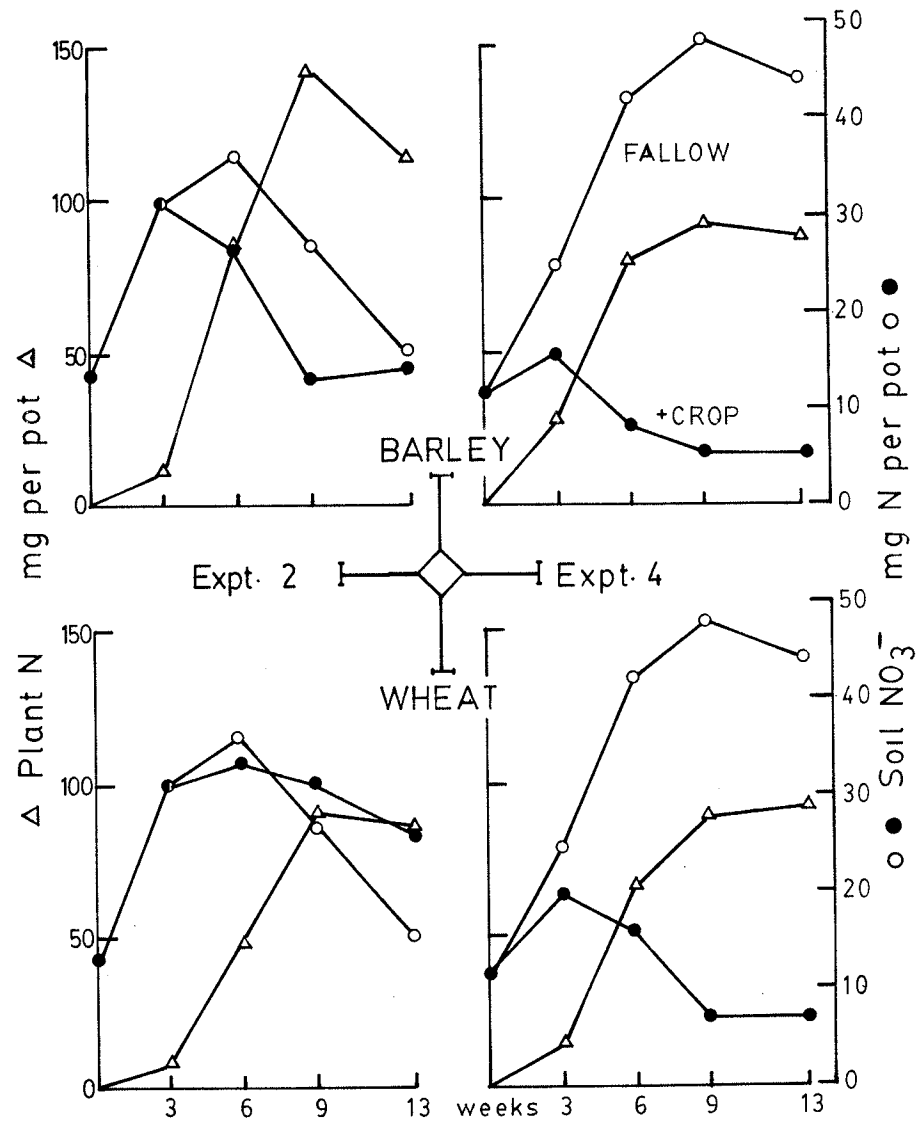 150
100
50
0
50
40
30
20
10
0
FALLOW
+CROP
BARLEY
Expt. 2
Expt. 4
WHEAT
150
100
50
0
50
40
30
20
10
0
3 6 9 13
weeks 3 6 9 13
Δ Plant N mg per pot Δ
○ ● Soil NO3− mg N per pot ○ ●